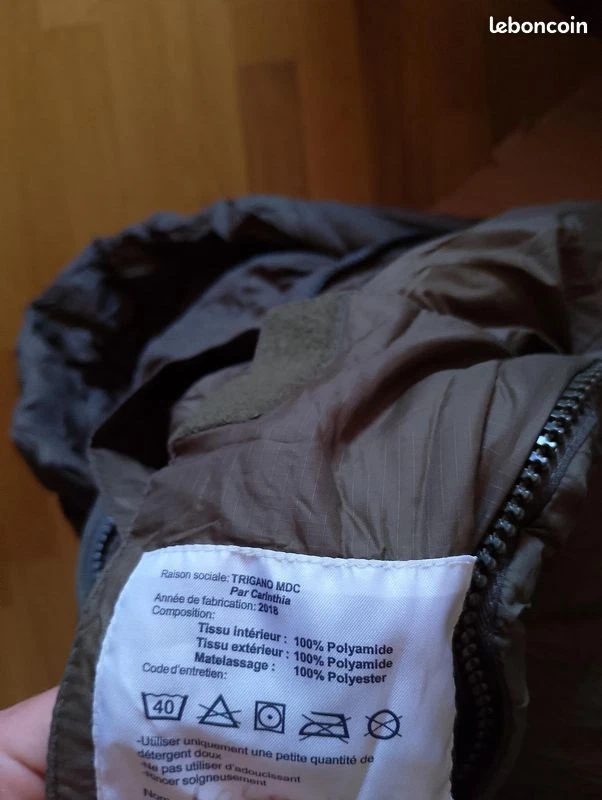 leboncoin
Raison sociale: TRIGANO MDC
Par Carinthia
Année de fabrication: 2018
Composition:
Tissu intérieur : 100% Polyamide
Tissu extérieur : 100% Polyamide
Matelassage : 100% Polyester
Code d'entretien:
40
-Utiliser uniquement une petite quantité de
détergent doux
-Ne pas utiliser d'adoucissant
-Rincer soigneusement